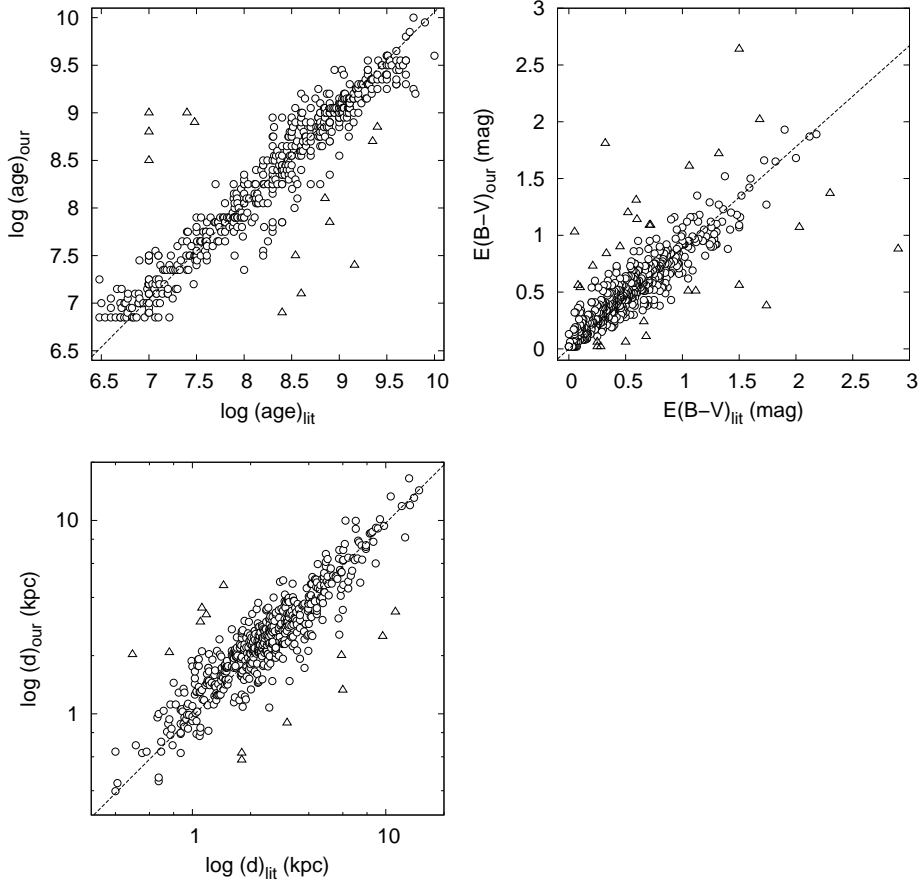 10
9.5
9
8.5
8
7.5
7
6.5
log (age)our
6.5 7 7.5 8 8.5 9 9.5 10
log (age)lit
3
2.5
2
1.5
1
0.5
0
E(B−V)our (mag)
0 0.5 1 1.5 2 2.5 3
E(B−V)lit (mag)
10
1
log (d)our (kpc)
1 10
log (d)lit (kpc)